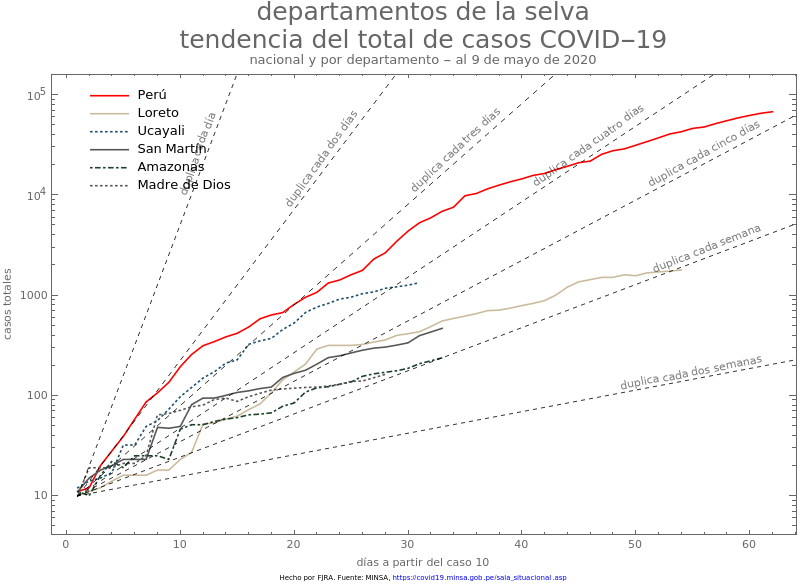 departamentos de la selva
tendencia del total de casos COVID−19
nacional y por departamento − al 9 de mayo de 2020
Perú
Loreto
Ucayali
San Martín
Amazonas
Madre de Dios
duplica cada día
duplica cada dos días
duplica cada tres días
duplica cada cuatro días
duplica cada cinco días
duplica cada semana
duplica cada dos semanas
casos totales
10^5
10^4
1000
100
10
0 10 20 30 40 50 60
días a partir del caso 10
Hecho por FJRA. Fuente: MINSA, https://covid19.minsa.gob.pe/sala_situacional.asp